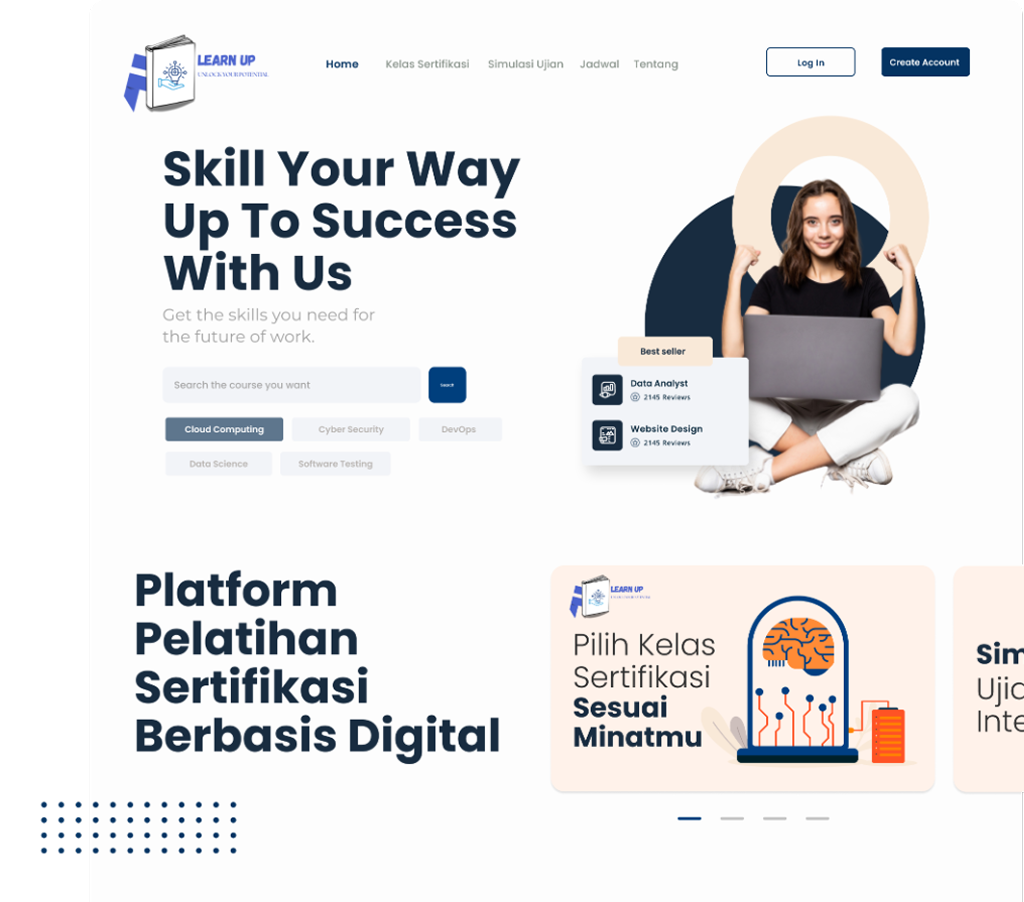 LEARN UP
UNLOCK YOUR POTENTIAL
Home
Kelas Sertifikasi
Simulasi Ujian
Jadwal
Tentang
Log In
Create Account
Skill Your Way
Up To Success
With Us
Get the skills you need for
the future of work.
Search the course you want
Search
Cloud Computing
Cyber Security
DevOps
Data Science
Software Testing
Best seller
Data Analyst
2145 Reviews
Website Design
2145 Reviews
Platform
Pelatihan
Sertifikasi
Berbasis Digital
LEARN UP
Pilih Kelas
Sertifikasi
Sesuai
Minatmu
Sim
Ujia
Inte